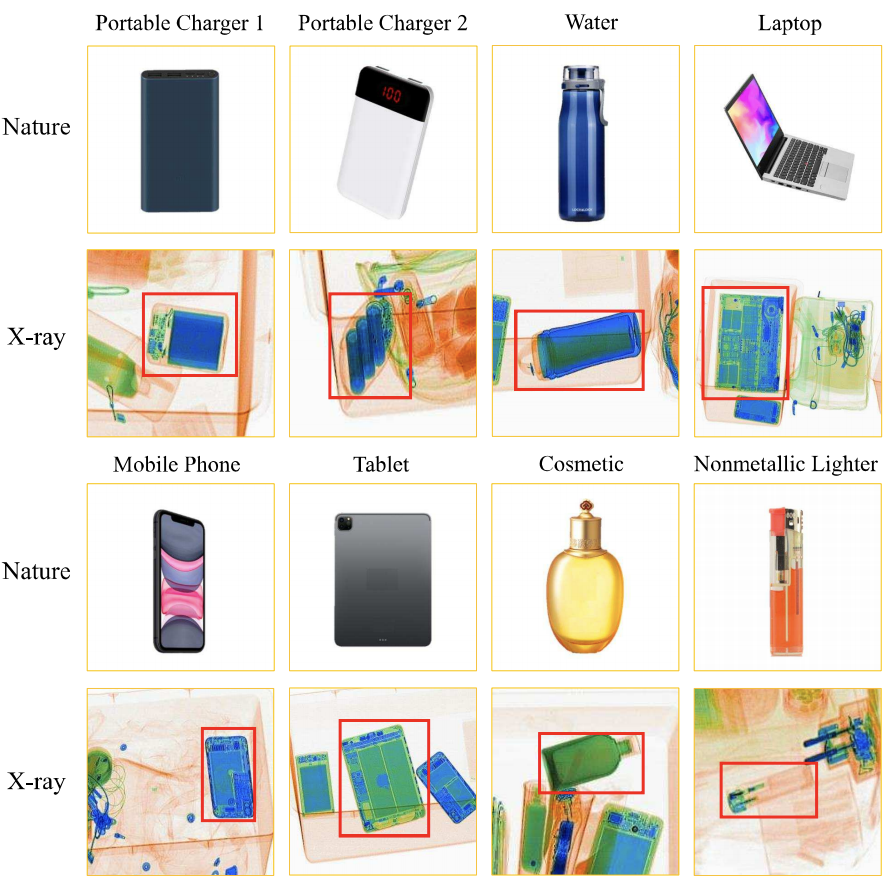 Portable Charger 1 Portable Charger 2 Water Laptop
Nature
100
X-ray
Mobile Phone Tablet Cosmetic Nonmetallic Lighter
Nature
X-ray